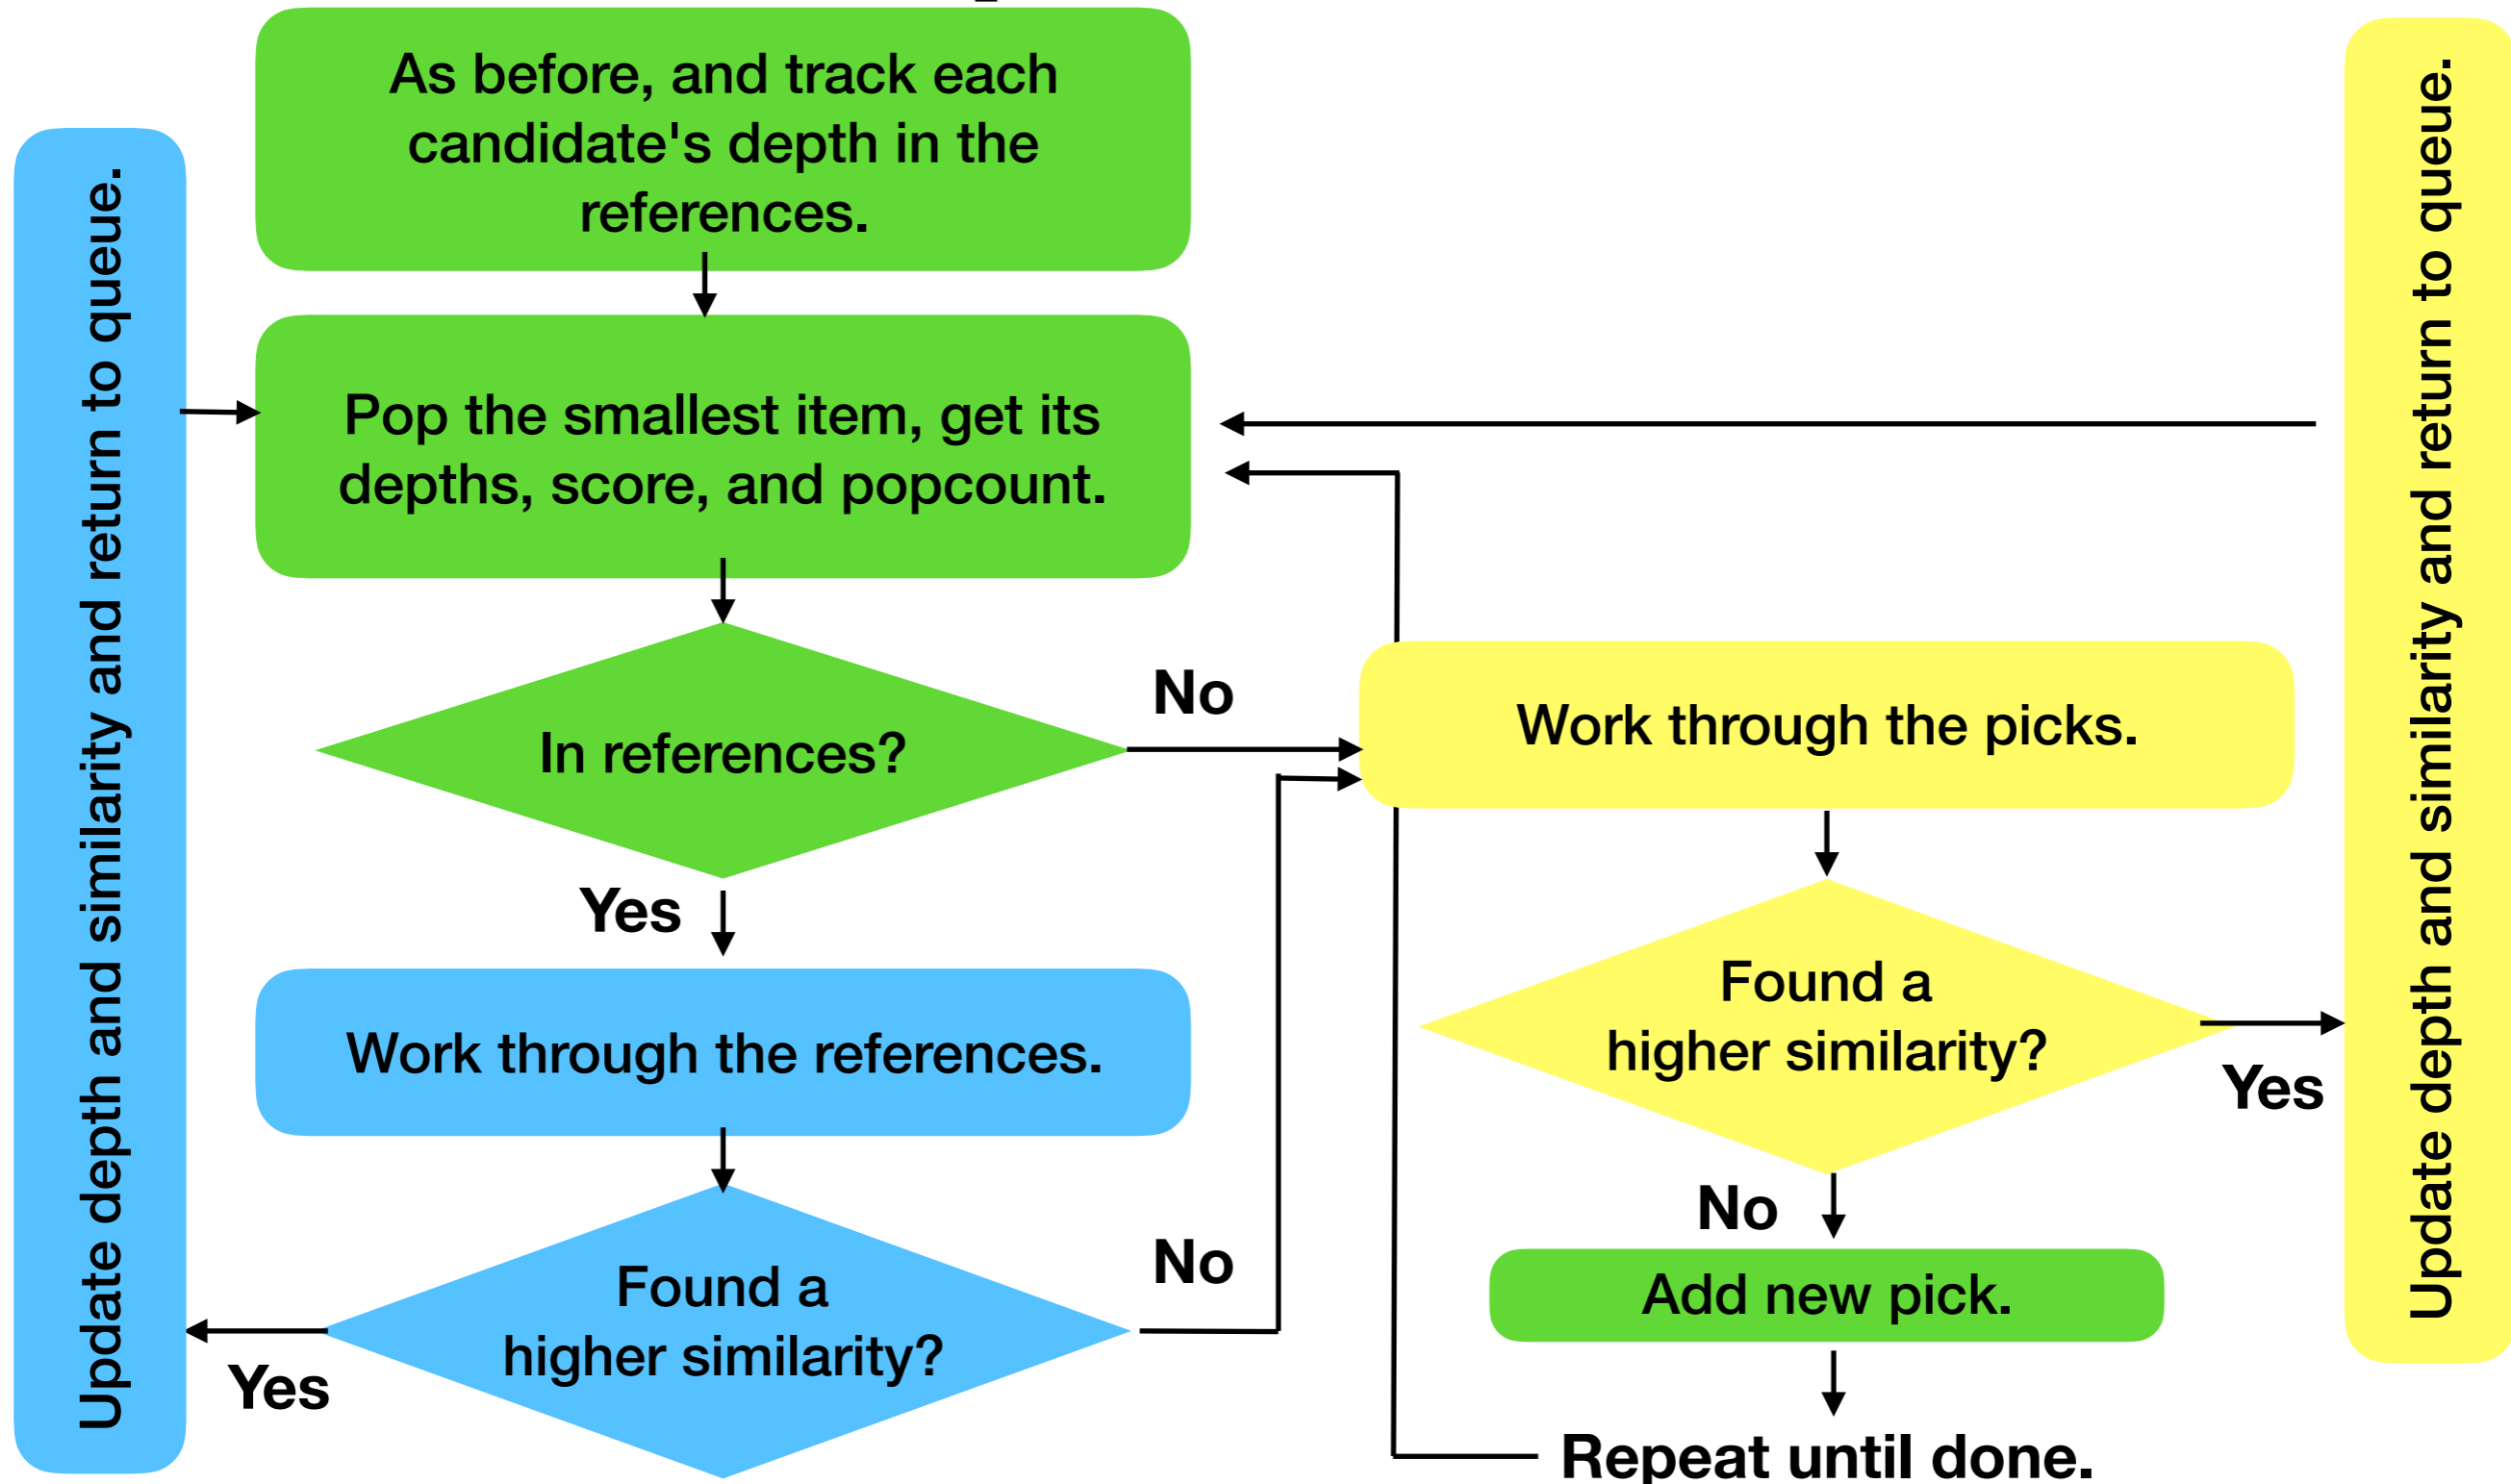 As before, and track each
candidate's depth in the
references.
Update depth and similarity and return to queue.
Pop the smallest item, get its
depths, score, and popcount.
In references?
No
Yes
Work through the references.
Found a
higher similarity?
Yes
No
Work through the picks.
Found a
higher similarity?
Yes
No
Update depth and similarity and return to queue.
Add new pick.
Repeat until done.